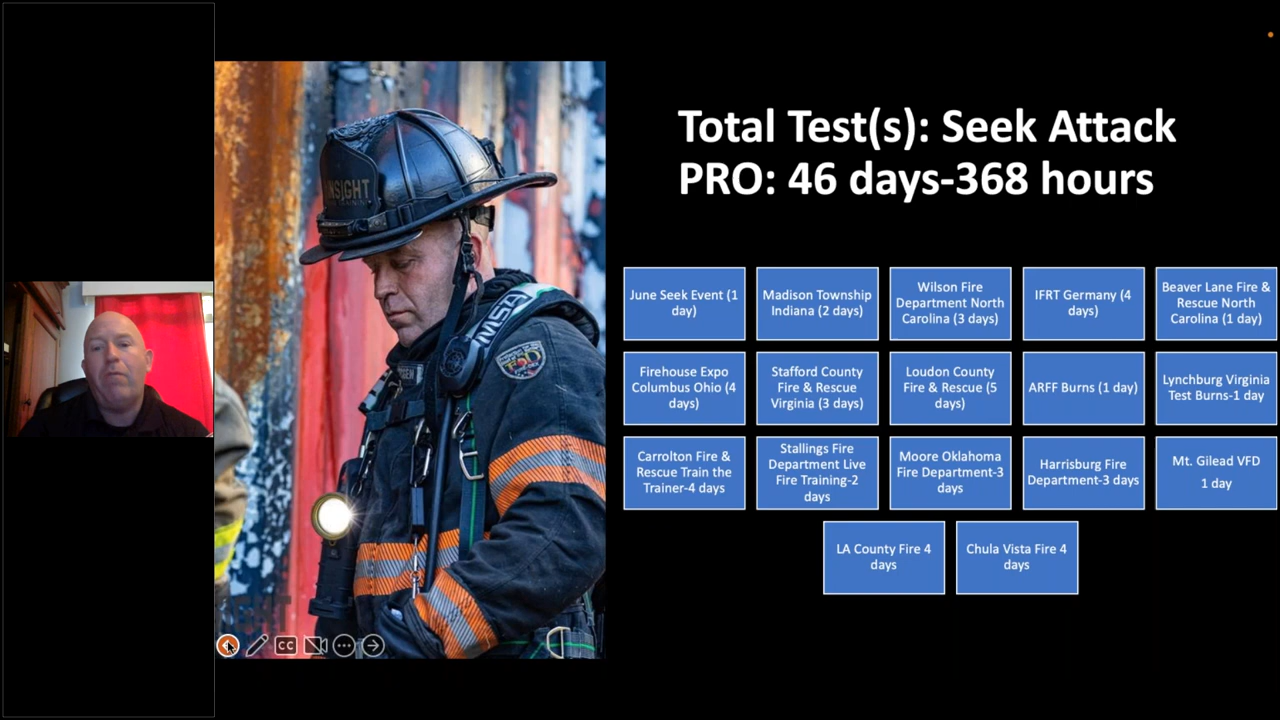 Total Test(s): Seek Attack
PRO: 46 days-368 hours
INSIGHT
MSA
June Seek Event (1
day)
Madison Township
Indiana (2 days)
Wilson Fire
Department North
Carolina (3 days)
IFRT Germany (4
days)
Beaver Lane Fire &
Rescue North
Carolina (1 day)
Firehouse Expo
Columbus Ohio (4
days)
Stafford County
Fire & Rescue
Virginia (3 days)
Loudon County
Fire & Rescue (5
days)
ARFF Burns (1 day)
Lynchburg Virginia
Test Burns-1 day
Carrolton Fire &
Rescue Train the
Trainer-4 days
Stallings Fire
Department Live
Fire Training-2
days
Moore Oklahoma
Fire Department-3
days
Harrisburg Fire
Department-3 days
Mt. Gilead VFD
1 day
LA County Fire 4
days
Chula Vista Fire 4
days
CC